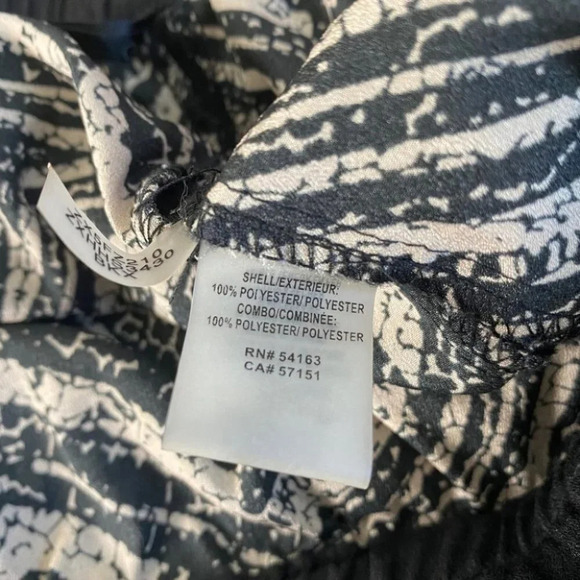 SHELL/EXTERIEUR:
100% POLYESTER/ POLYESTER
COMBO/COMBINÉE:
100% POLYESTER/ POLYESTER
RN# 54163
CA# 57151